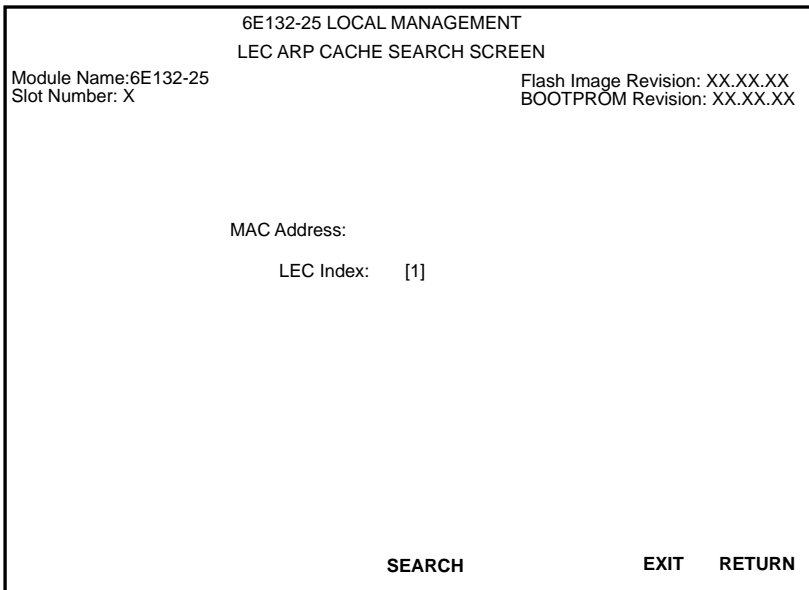 6E132-25 LOCAL MANAGEMENT
LEC ARP CACHE SEARCH SCREEN
Module Name:6E132-25
Slot Number: X
Flash Image Revision: XX.XX.XX
BOOTPROM Revision: XX.XX.XX
MAC Address:
LEC Index: [1]
SEARCH EXIT RETURN